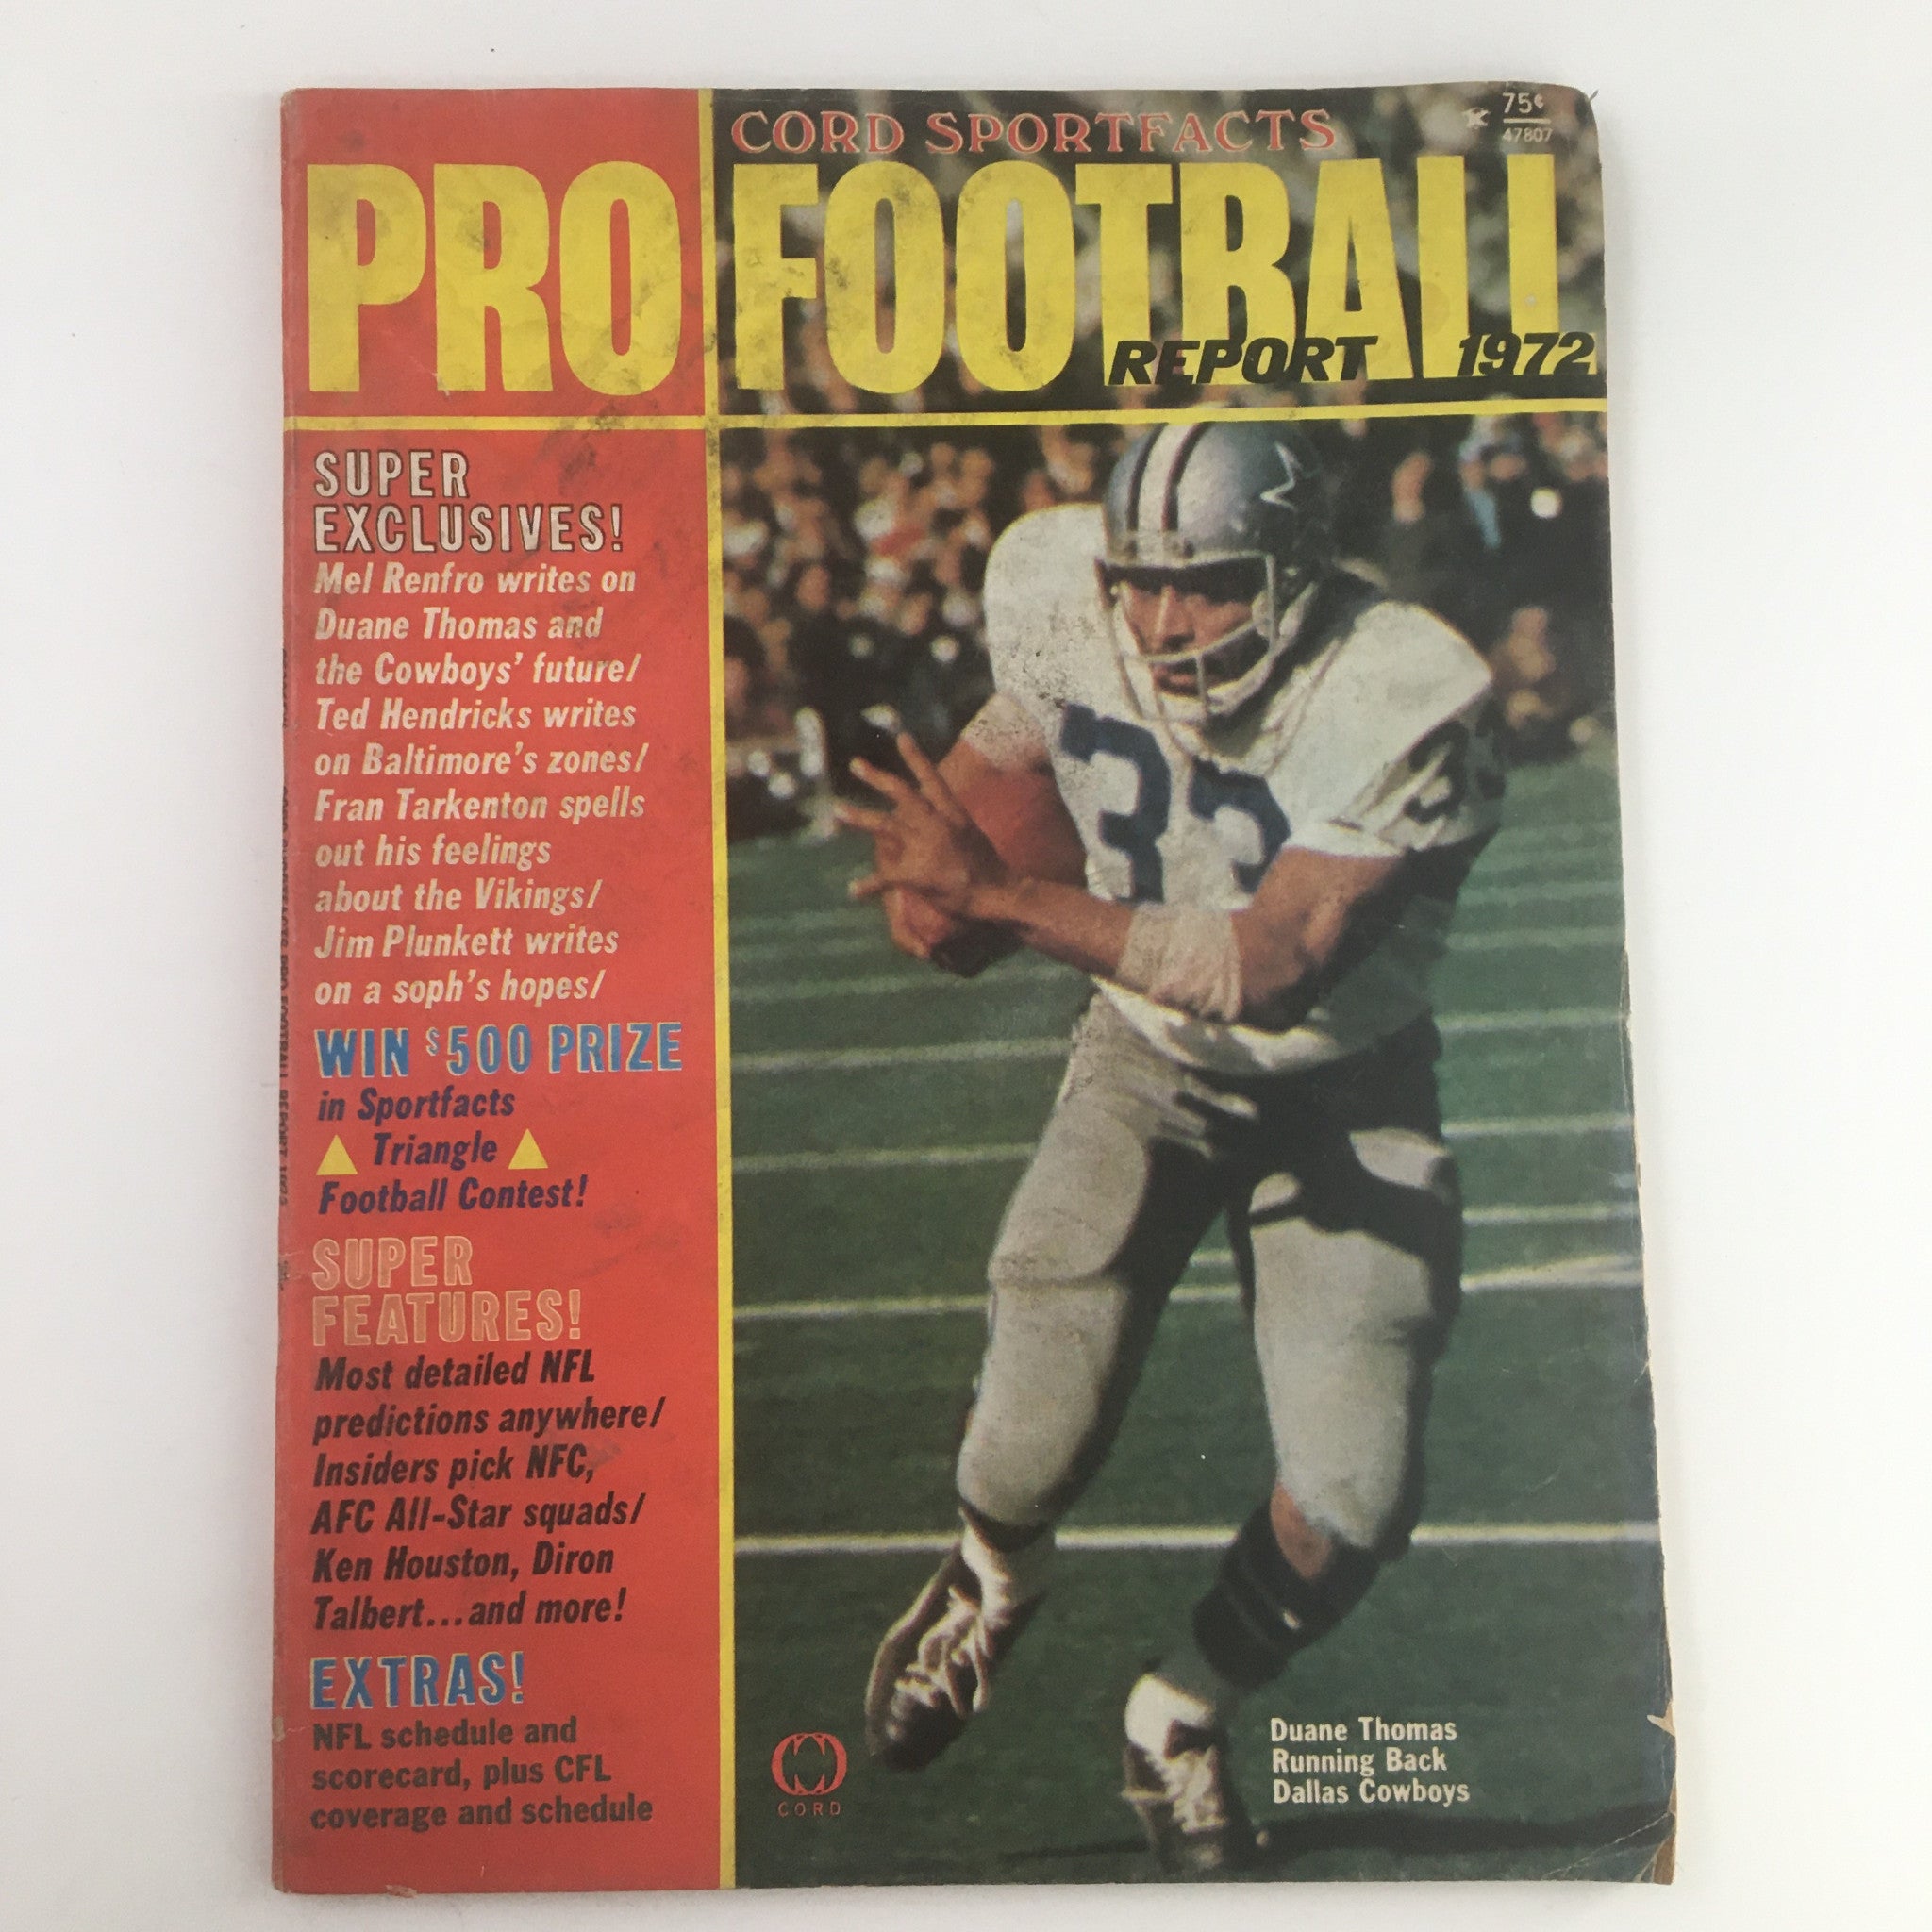 CORD SPORTFACTS
75¢
47807
PRO FOOTBALL
REPORT 1972
SUPER
EXCLUSIVES!
Mel Renfro writes on
Duane Thomas and
the Cowboys' future/
Ted Hendricks writes
on Baltimore's zones/
Fran Tarkenton spells
out his feelings
about the Vikings/
Jim Plunkett writes
on a soph's hopes/
WIN $500 PRIZE
in Sportfacts
Triangle
Football Contest!
SUPER
FEATURES!
Most detailed NFL
predictions anywhere/
Insiders pick NFC,
AFC All-Star squads/
Ken Houston, Diron
Talbert...and more!
EXTRAS!
NFL schedule and
scorecard, plus CFL
coverage and schedule
33
33
CORD
Duane Thomas
Running Back
Dallas Cowboys